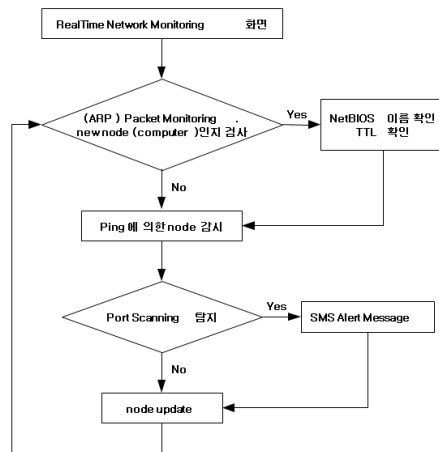 RealTime Network Monitoring 화면
(ARP ) Packet Monitoring .
new node (computer )인지 검사
Yes
NetBIOS 이름 확인
TTL 확인
No
Ping 에 의한 node 감시
Port Scanning 탐지
Yes
SMS Alert Message
No
node update